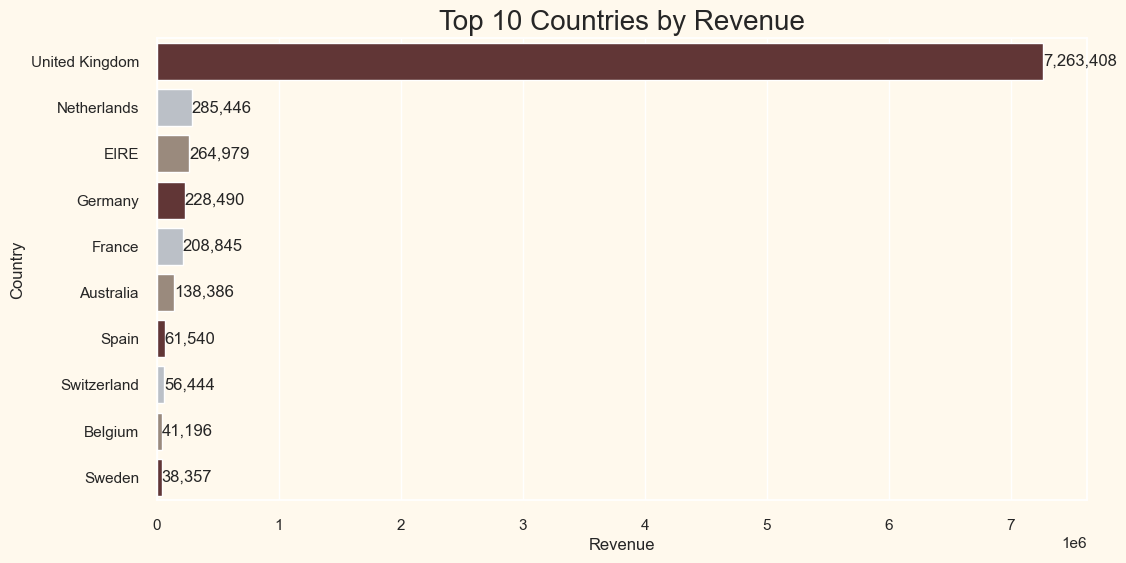 Top 10 Countries by Revenue
Country
United Kingdom 7,263,408
Netherlands 285,446
EIRE 264,979
Germany 228,490
France 208,845
Australia 138,386
Spain 61,540
Switzerland 56,444
Belgium 41,196
Sweden 38,357
0 1 2 3 4 5 6 7
1e6
Revenue